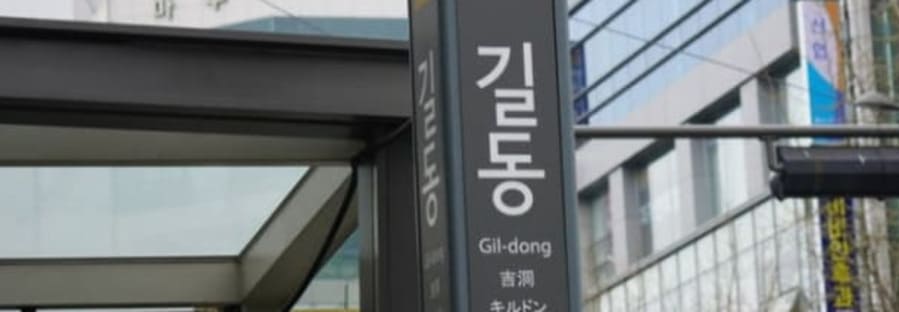 길동
Gil-dong
吉洞
キルドン
길동